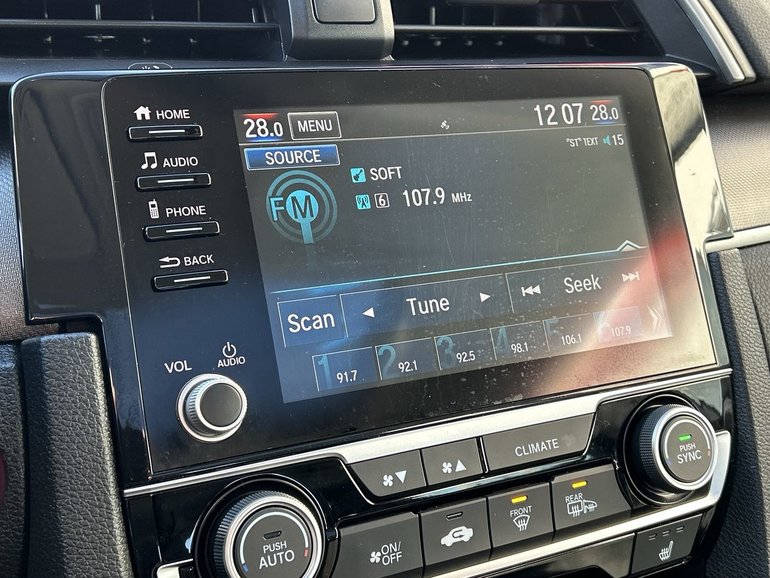 HOME
AUDIO
PHONE
BACK
VOL
AUDIO
28.0 MENU 12 07 28.0
SOURCE "ST" TEXT 15
FM
SOFT
6 107.9 MHz
Scan Tune Seek
1 91.7 2 92.1 3 92.5 4 98.1 5 106.1 6 107.9
CLIMATE
PUSH
SYNC
PUSH
AUTO
ON/
OFF
FRONT
REAR